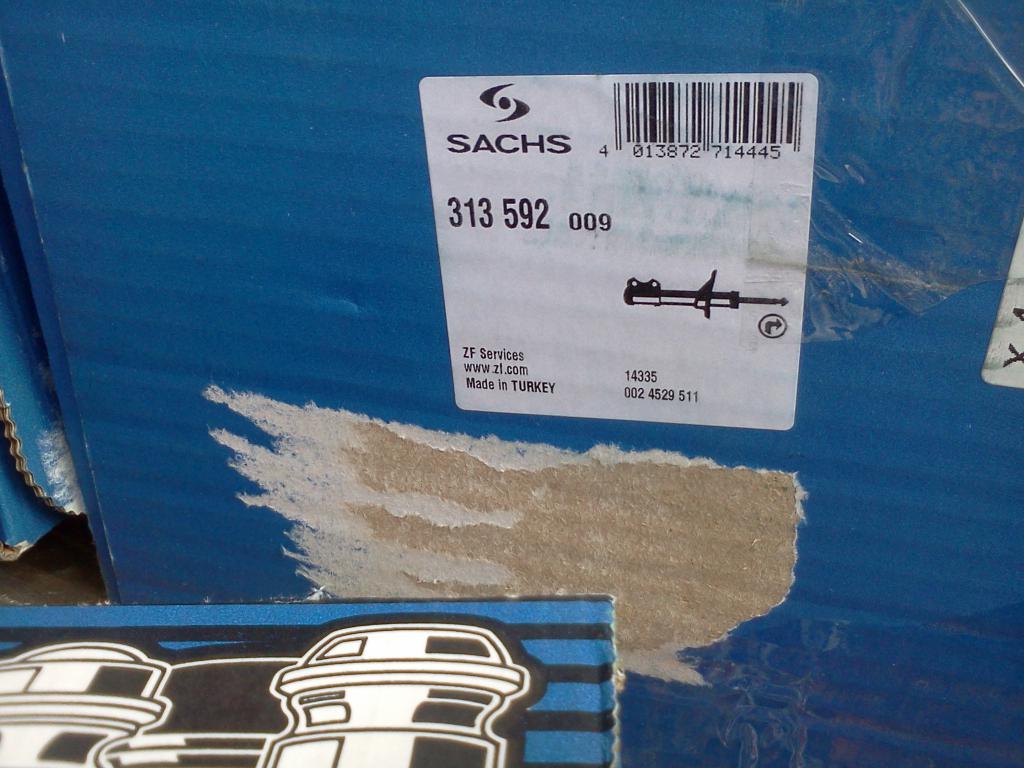 SACHS
4 013872 714445
313 592 009
ZF Services
www.zf.com
Made in TURKEY
14335
002 4529 511